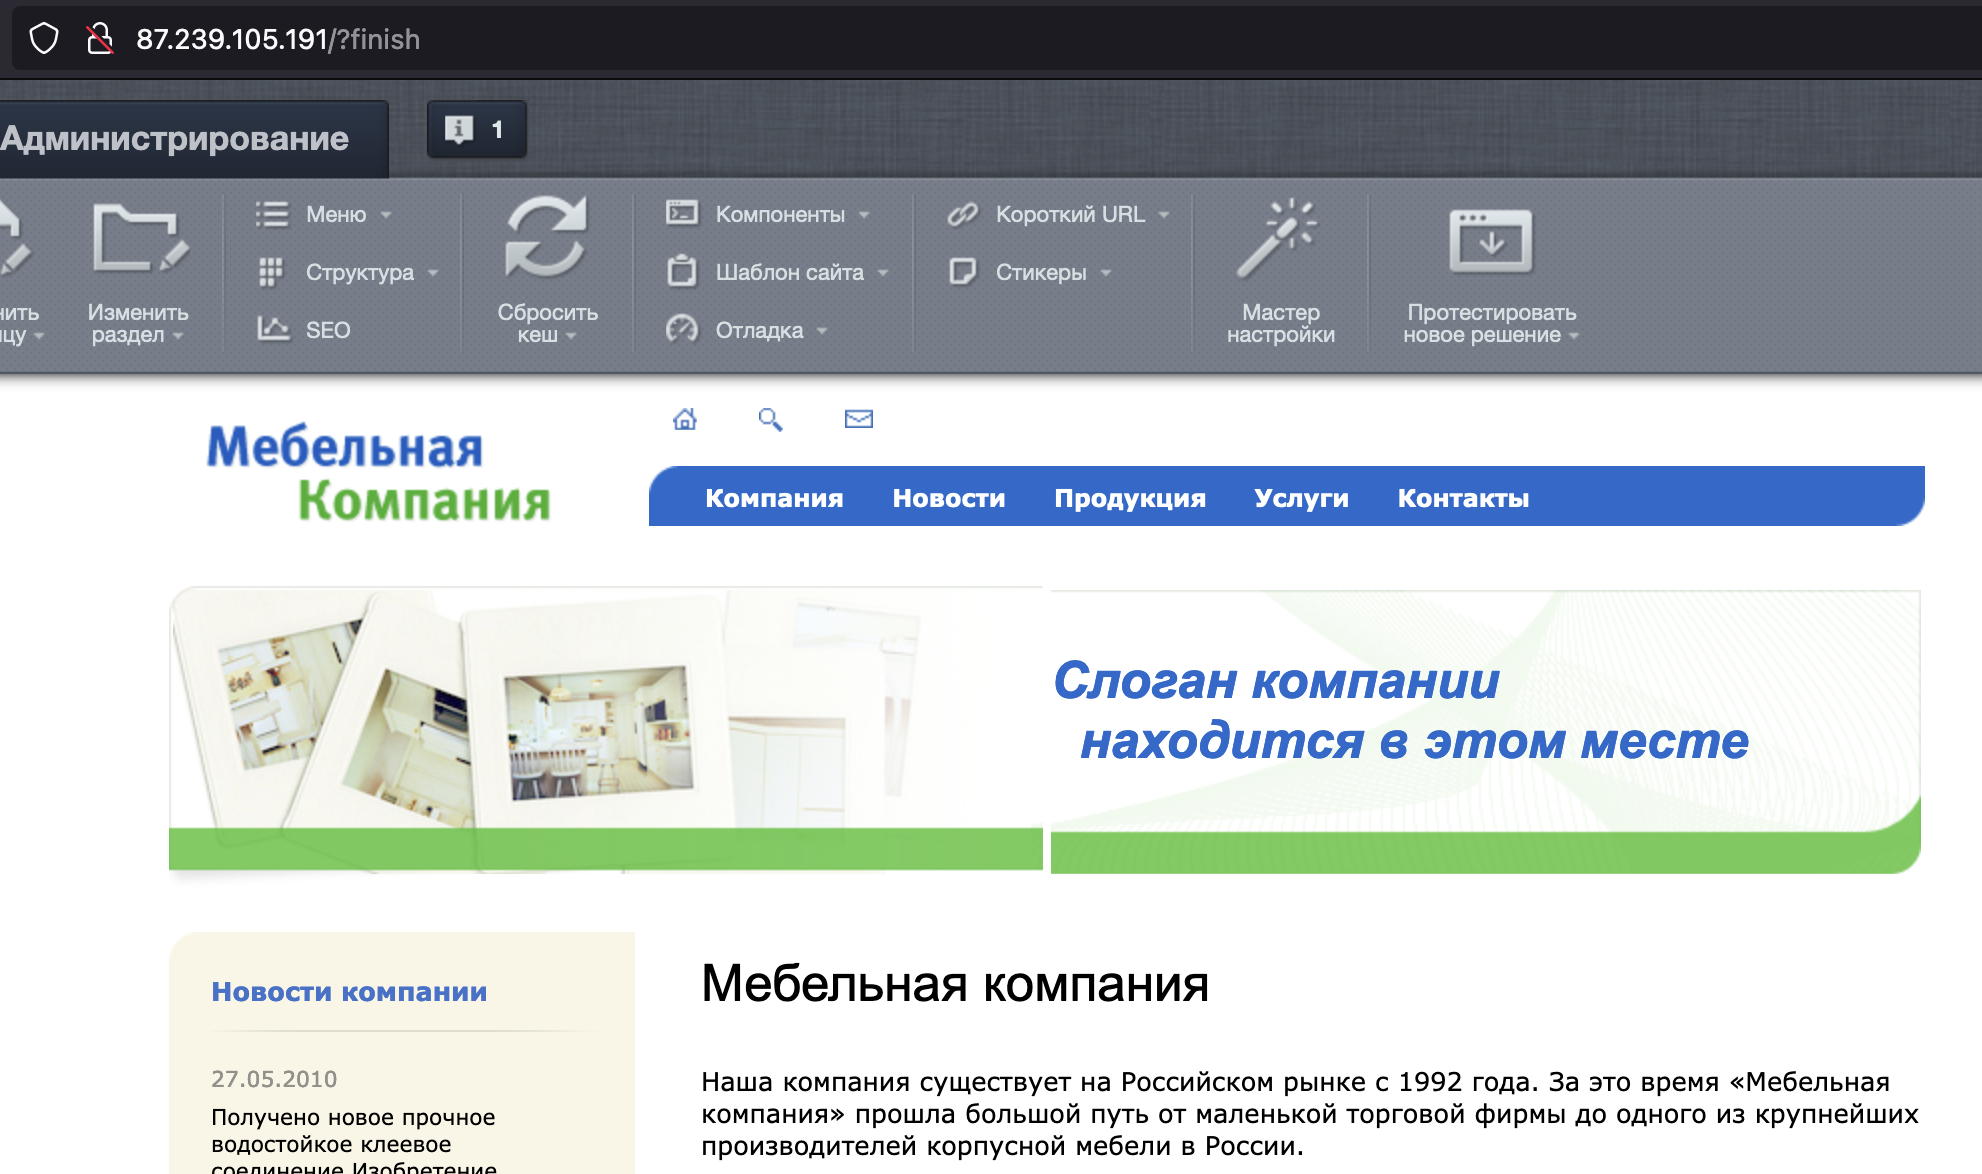 87.239.105.191/?finish
Администрирование
1
Изменить
раздел
Меню
Структура
SEO
Сбросить
кеш
Компоненты
Шаблон сайта
Отладка
Короткий URL
Стикеры
Мастер
настройки
Протестировать
новое решение
Мебельная
Компания
Компания Новости Продукция Услуги Контакты
Слоган компании
находится в этом месте
Новости компании
27.05.2010
Получено новое прочное
водостойкое клеевое
соединение Изобретение
Мебельная компания
Наша компания существует на Российском рынке с 1992 года. За это время «Мебельная
компания» прошла большой путь от маленькой торговой фирмы до одного из крупнейших
производителей корпусной мебели в России.